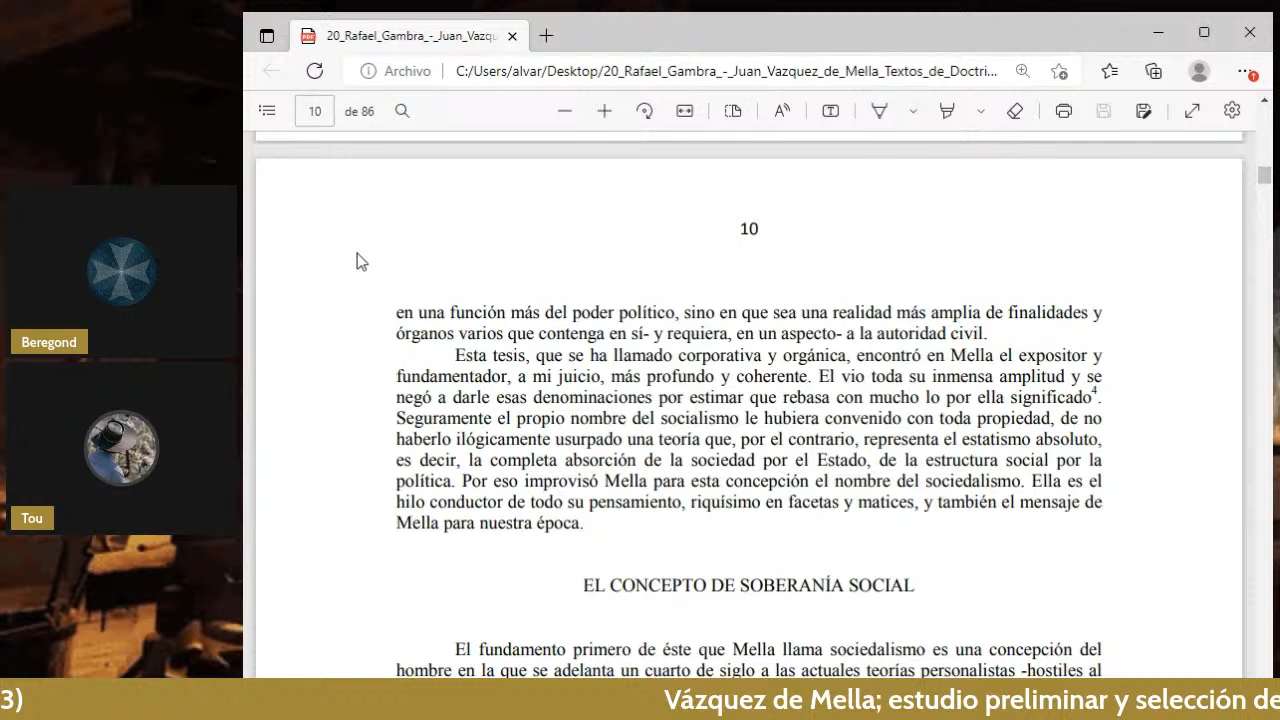 20_Rafael_Gambra_-_Juan_Vazqu
Archivo
C:/Users/alvar/Desktop/20_Rafael_Gambra_-_Juan_Vazquez_de_Mella_Textos_de_Doctri...
10 de 86
10
en una función más del poder político, sino en que sea una realidad más amplia de finalidades y
órganos varios que contenga en sí- y requiera, en un aspecto- a la autoridad civil.
Esta tesis, que se ha llamado corporativa y orgánica, encontró en Mella el expositor y
fundamentador, a mi juicio, más profundo y coherente. El vio toda su inmensa amplitud y se
negó a darle esas denominaciones por estimar que rebasa con mucho lo por ella significado4.
Seguramente el propio nombre del socialismo le hubiera convenido con toda propiedad, de no
haberlo ilógicamente usurpado una teoría que, por el contrario, representa el estatismo absoluto,
es decir, la completa absorción de la sociedad por el Estado, de la estructura social por la
política. Por eso improvisó Mella para esta concepción el nombre del sociedalismo. Ella es el
hilo conductor de todo su pensamiento, riquísimo en facetas y matices, y también el mensaje de
Mella para nuestra época.
EL CONCEPTO DE SOBERANÍA SOCIAL
El fundamento primero de éste que Mella llama sociedalismo es una concepción del
hombre en la que se adelanta un cuarto de siglo a las actuales teorías personalistas -hostiles al
Beregond
Tou
3)
Vázquez de Mella; estudio preliminar y selección de